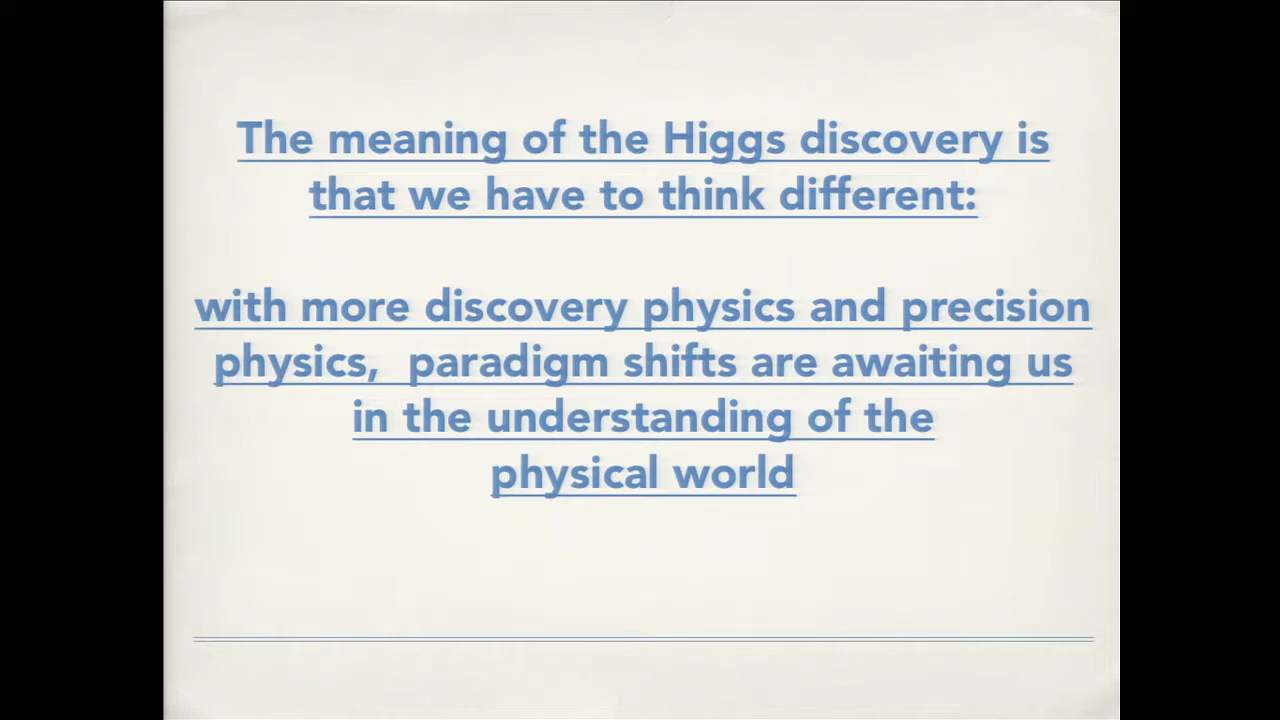 The meaning of the Higgs discovery is
that we have to think different:
with more discovery physics and precision
physics,  paradigm shifts are awaiting us
in the understanding of the
physical world